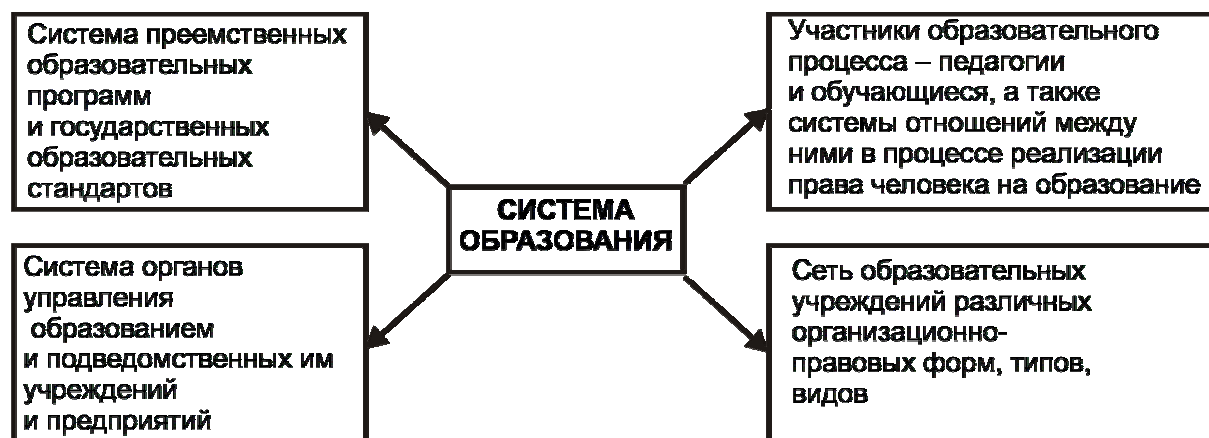 Система преемственных
образовательных
программ
и государственных
образовательных
стандартов
Участники образовательного
процесса – педагогии
и обучающиеся, а также
системы отношений между
ними в процессе реализации
права человека на образование
СИСТЕМА
ОБРАЗОВАНИЯ
Система органов
управления
образованием
и подведомственных им
учреждений
и предприятий
Сеть образовательных
учреждений различных
организационно-
правовых форм, типов,
видов